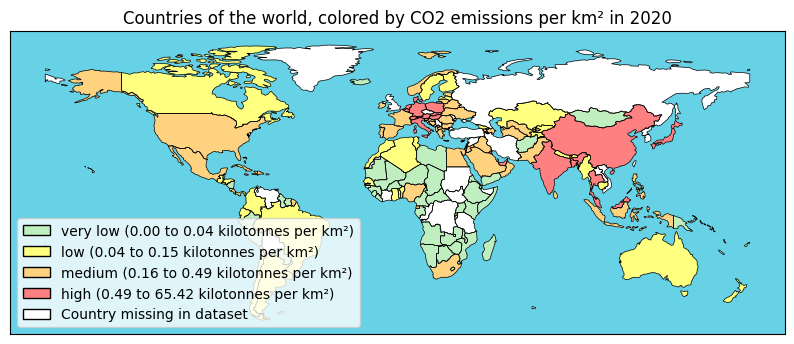 Countries of the world, colored by CO2 emissions per km² in 2020
very low (0.00 to 0.04 kilotonnes per km²)
low (0.04 to 0.15 kilotonnes per km²)
medium (0.16 to 0.49 kilotonnes per km²)
high (0.49 to 65.42 kilotonnes per km²)
Country missing in dataset